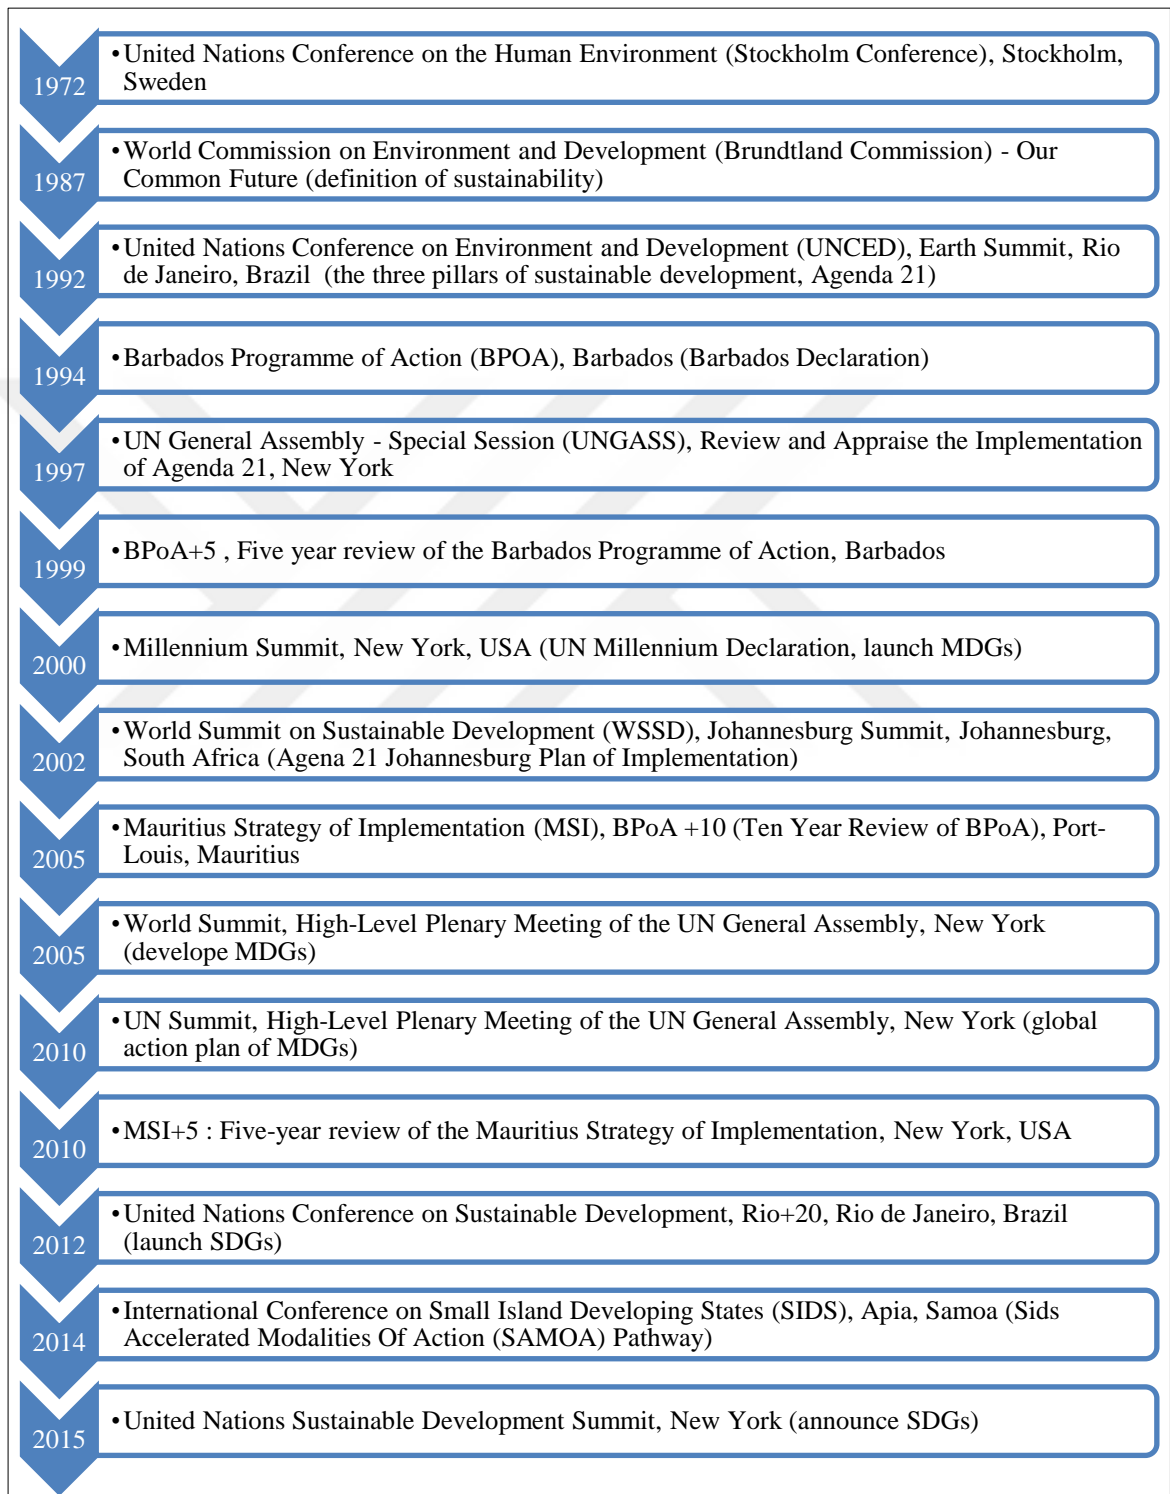 1972
•United Nations Conference on the Human Environment (Stockholm Conference), Stockholm,
Sweden
1987
•World Commission on Environment and Development (Brundtland Commission) - Our
Common Future (definition of sustainability)
1992
•United Nations Conference on Environment and Development (UNCED), Earth Summit, Rio
de Janeiro, Brazil  (the three pillars of sustainable development, Agenda 21)
1994
•Barbados Programme of Action (BPOA), Barbados (Barbados Declaration)
1997
•UN General Assembly - Special Session (UNGASS), Review and Appraise the Implementation
of Agenda 21, New York
1999
•BPoA+5 , Five year review of the Barbados Programme of Action, Barbados
2000
•Millennium Summit, New York, USA (UN Millennium Declaration, launch MDGs)
2002
•World Summit on Sustainable Development (WSSD), Johannesburg Summit, Johannesburg,
South Africa (Agena 21 Johannesburg Plan of Implementation)
2005
•Mauritius Strategy of Implementation (MSI), BPoA +10 (Ten Year Review of BPoA), Port-
Louis, Mauritius
2005
•World Summit, High-Level Plenary Meeting of the UN General Assembly, New York
(develope MDGs)
2010
•UN Summit, High-Level Plenary Meeting of the UN General Assembly, New York (global
action plan of MDGs)
2010
•MSI+5 : Five-year review of the Mauritius Strategy of Implementation, New York, USA
2012
•United Nations Conference on Sustainable Development, Rio+20, Rio de Janeiro, Brazil
(launch SDGs)
2014
•International Conference on Small Island Developing States (SIDS), Apia, Samoa (Sids
Accelerated Modalities Of Action (SAMOA) Pathway)
2015
•United Nations Sustainable Development Summit, New York (announce SDGs)